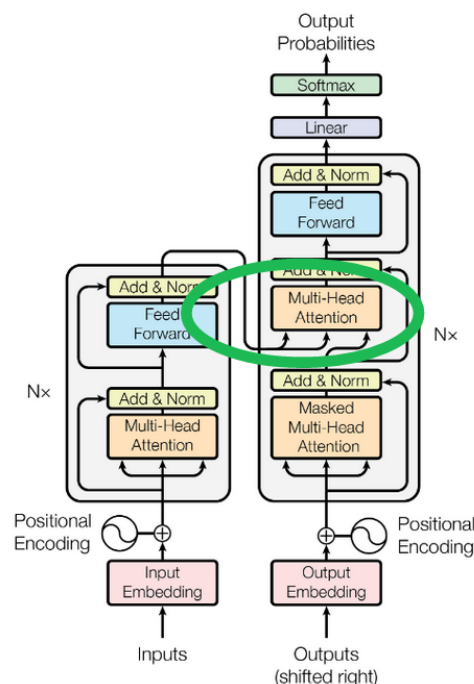 Output
Probabilities
Softmax
Linear
Add & Norm
Feed
Forward
Add & Norm
Multi-Head
Attention
Add & Norm
Masked
Multi-Head
Attention
Nx
Add & Norm
Feed
Forward
Add & Norm
Multi-Head
Attention
Nx
Positional
Encoding
Positional
Encoding
Input
Embedding
Output
Embedding
Inputs
Outputs
(shifted right)